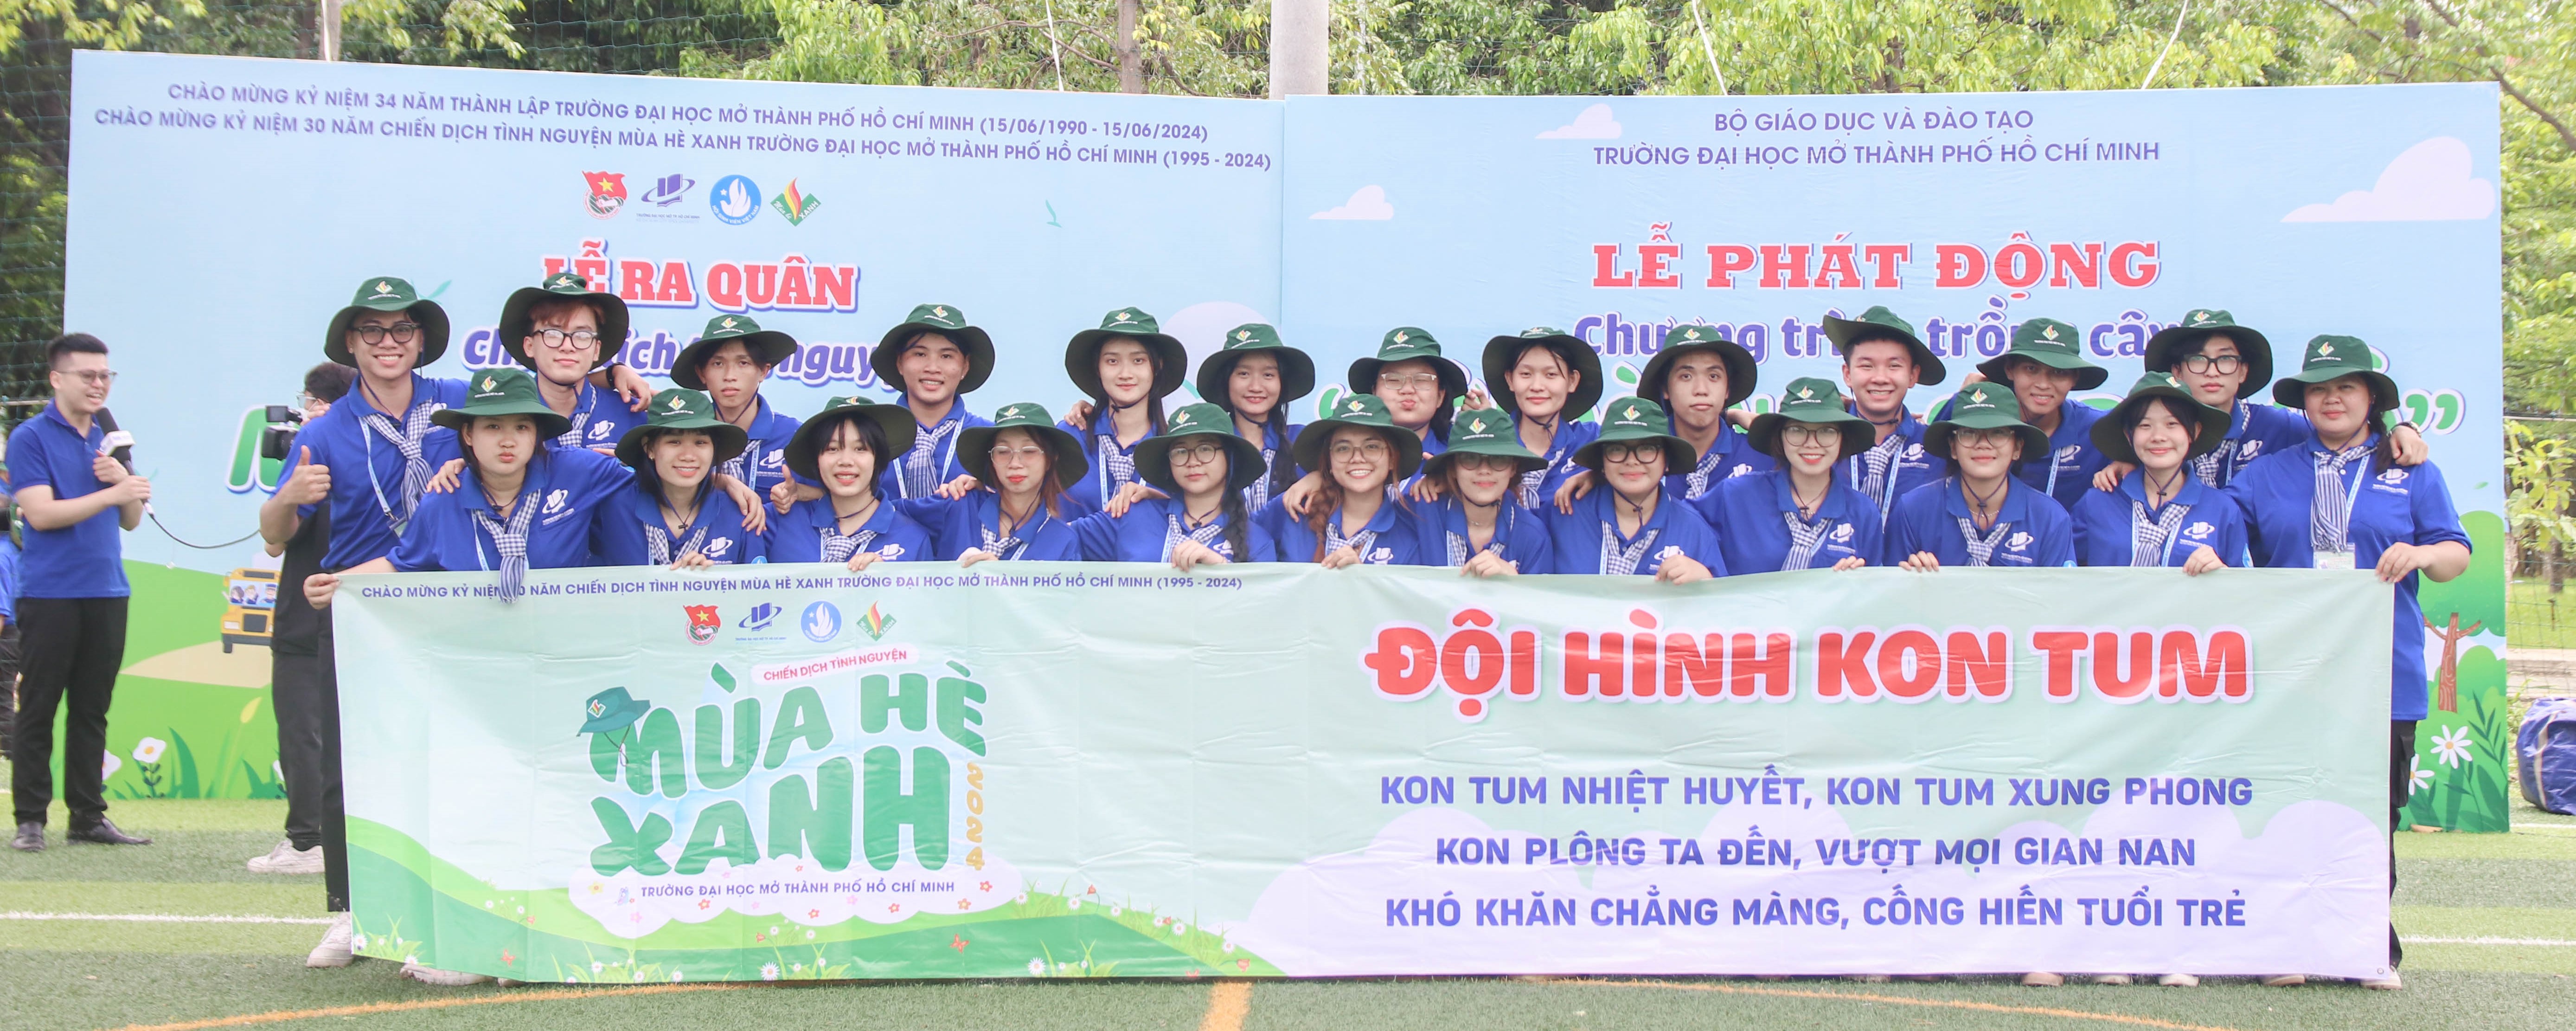 CHÀO MỪNG KỶ NIỆM 34 NĂM THÀNH LẬP TRƯỜNG ĐẠI HỌC MỞ THÀNH PHỐ HỒ CHÍ MINH (15/06/1990 - 15/06/2024)
CHÀO MỪNG KỶ NIỆM 30 NĂM CHIẾN DỊCH TÌNH NGUYỆN MÙA HÈ XANH TRƯỜNG ĐẠI HỌC MỞ THÀNH PHỐ HỒ CHÍ MINH (1995 - 2024)
XANH
LỄ RA QUÂN
BỘ GIÁO DỤC VÀ ĐÀO TẠO
TRƯỜNG ĐẠI HỌC MỞ THÀNH PHỐ HỒ CHÍ MINH
LỄ PHÁT ĐỘNG
Chương trình trồng cây
CHÀO MỪNG KỶ NIỆM 30 NĂM CHIẾN DỊCH TÌNH NGUYỆN MÙA HÈ XANH TRƯỜNG ĐẠI HỌC MỞ THÀNH PHỐ HỒ CHÍ MINH (1995 - 2024)
XANH
CHIẾN DỊCH TÌNH NGUYỆN
MÙA HÈ
XANH
2024
TRƯỜNG ĐẠI HỌC MỞ THÀNH PHỐ HỒ CHÍ MINH
ĐỘI HÌNH KON TUM
KON TUM NHIỆT HUYẾT, KON TUM XUNG PHONG
KON PLÔNG TA ĐẾN, VƯỢT MỌI GIAN NAN
KHÓ KHĂN CHẲNG MÀNG, CỐNG HIẾN TUỔI TRẺ